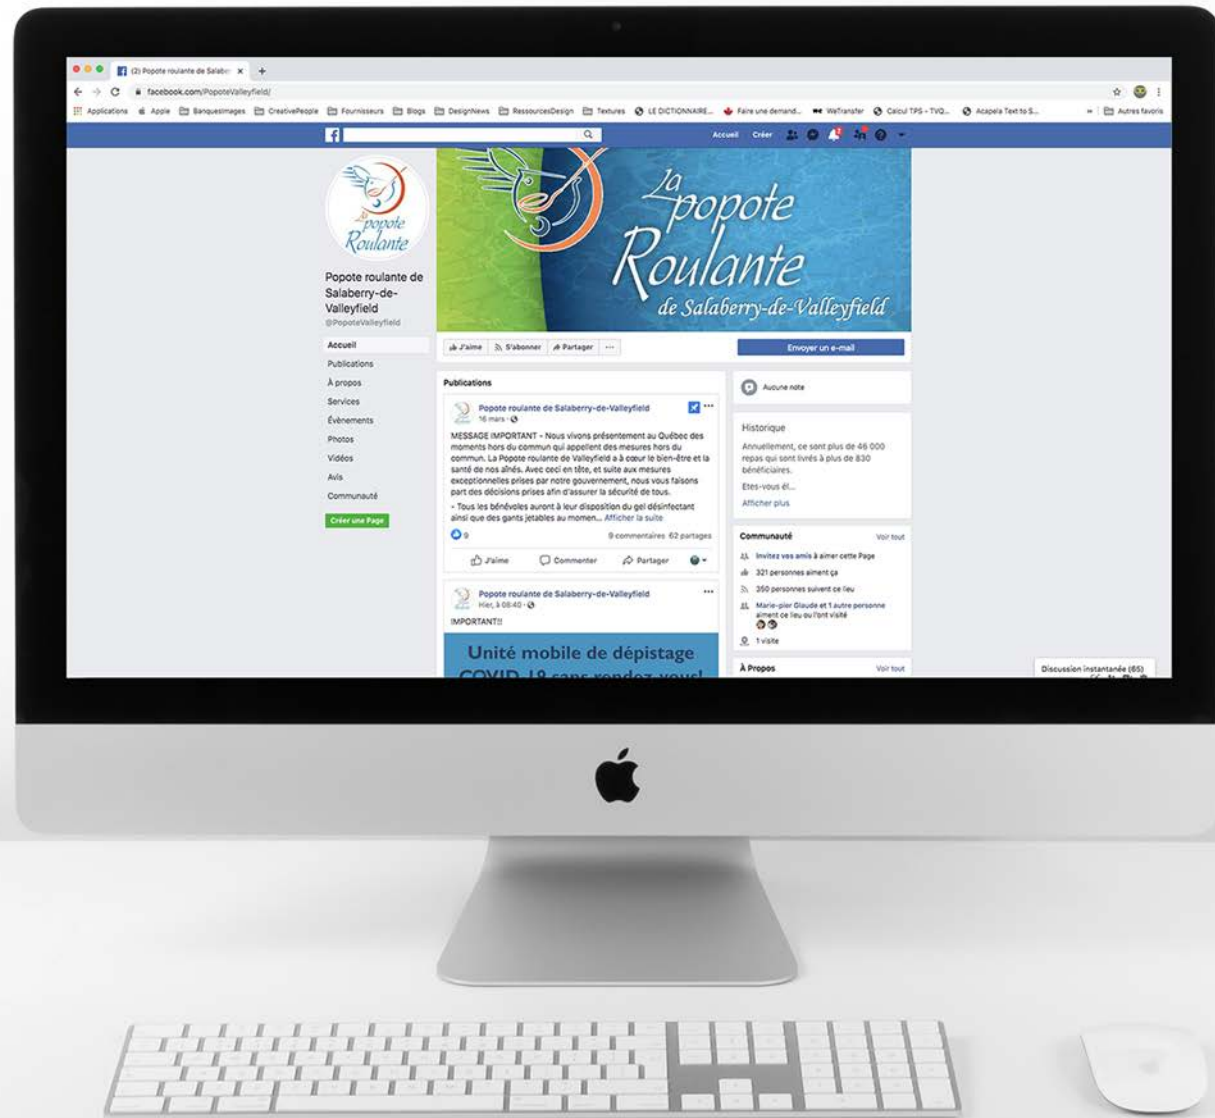 (2) Popote roulante de Salaber
facebook.com/PopoteValleyfield/
Applications Apple BanquesImages CreativePeople Fournisseurs Blogs DesignNews RessourcesDesign Textures LE DICTIONNAIRE... Faire une demand... we WeTransfer Calcul TPS - TVQ... Acapela Text to S... » Autres favoris
Accueil Créer
La popote
Roulante
La
popote
Roulante
de Salaberry-de-Valleyfield
Popote roulante de
Salaberry-de-
Valleyfield
@PopoteValleyfield
Accueil
Publications
À propos
Services
Évènements
Photos
Vidéos
Avis
Communauté
Créer une Page
J'aime S'abonner Partager ...
Envoyer un e-mail
Publications
Popote roulante de Salaberry-de-Valleyfield
16 mars ·
MESSAGE IMPORTANT - Nous vivons présentement au Québec des
moments hors du commun qui appellent des mesures hors du
commun. La Popote roulante de Valleyfield a à cœur le bien-être et la
santé de nos aînés. Avec ceci en tête, et suite aux mesures
exceptionnelles prises par notre gouvernement, nous vous faisons
part des décisions prises afin d'assurer la sécurité de tous.
- Tous les bénévoles auront à leur disposition du gel désinfectant
ainsi que des gants jetables au momen... Afficher la suite
9
9 commentaires 62 partages
J'aime Commenter Partager
Popote roulante de Salaberry-de-Valleyfield
Hier, à 08:40 ·
IMPORTANT!!
Unité mobile de dépistage
COVID-19 sans rendez-vous!
Aucune note
Historique
Annuellement, ce sont plus de 46 000
repas qui sont livrés à plus de 830
bénéficiaires.
Etes-vous él...
Afficher plus
Communauté Voir tout
Invitez vos amis à aimer cette Page
321 personnes aiment ça
350 personnes suivent ce lieu
Marie-pier Glaude et 1 autre personne
aiment ce lieu ou l'ont visité
1 visite
À Propos Voir tout
Discussion instantanée (65)